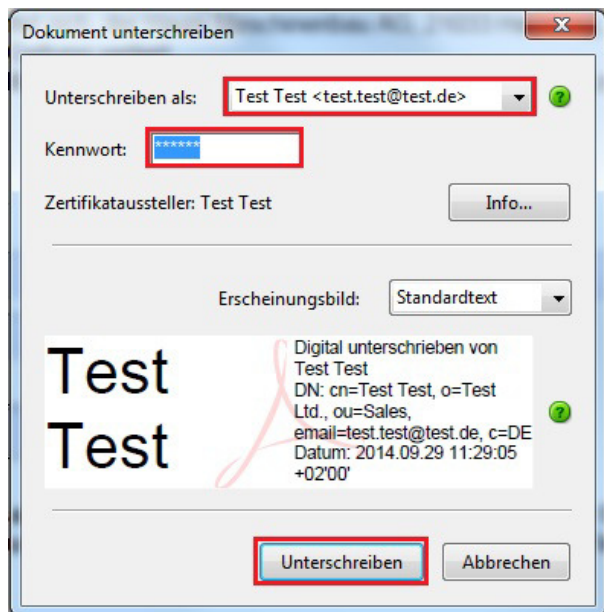 Dokument unterschreiben
Unterschreiben als: Test Test <test.test@test.de>
Kennwort: ******
Zertifikataussteller: Test Test Info...
Erscheinungsbild: Standardtext
Test
Test
Digital unterschrieben von
Test Test
DN: cn=Test Test, o=Test
Ltd., ou=Sales,
email=test.test@test.de, c=DE
Datum: 2014.09.29 11:29:05
+02'00'
Unterschreiben Abbrechen